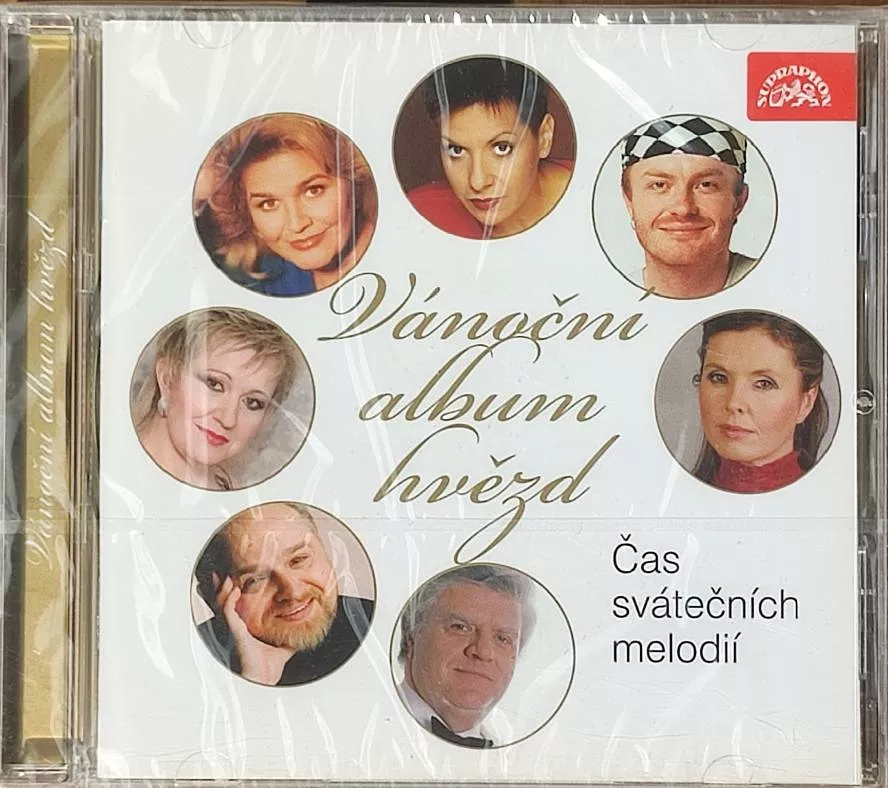 SUPRAPHON
Vánoční
album
hvězd
Čas
svátečních
melodií
Vánoční album hvězd